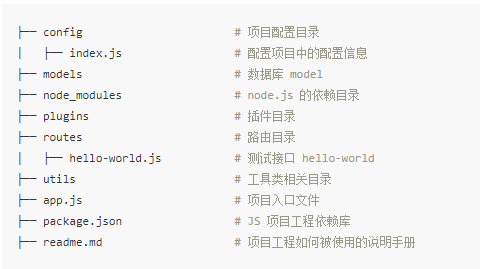 ├── config                       # 项目配置目录
│   ├── index.js                 # 配置项目中的配置信息
├── models                       # 数据库 model
├── node_modules                 # node.js 的依赖目录
├── plugins                      # 插件目录
├── routes                       # 路由目录
│   ├── hello-world.js           # 测试接口 hello-world
├── utils                        # 工具类相关目录
├── app.js                       # 项目入口文件
├── package.json                 # JS 项目工程依赖库
├── readme.md                    # 项目工程如何被使用的说明手册